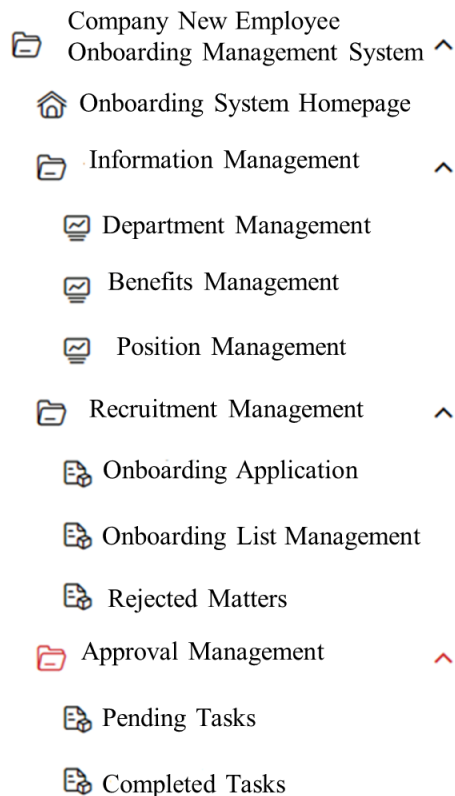 Company New Employee
Onboarding Management System
Onboarding System Homepage
Information Management
Department Management
Benefits Management
Position Management
Recruitment Management
Onboarding Application
Onboarding List Management
Rejected Matters
Approval Management
Pending Tasks
Completed Tasks